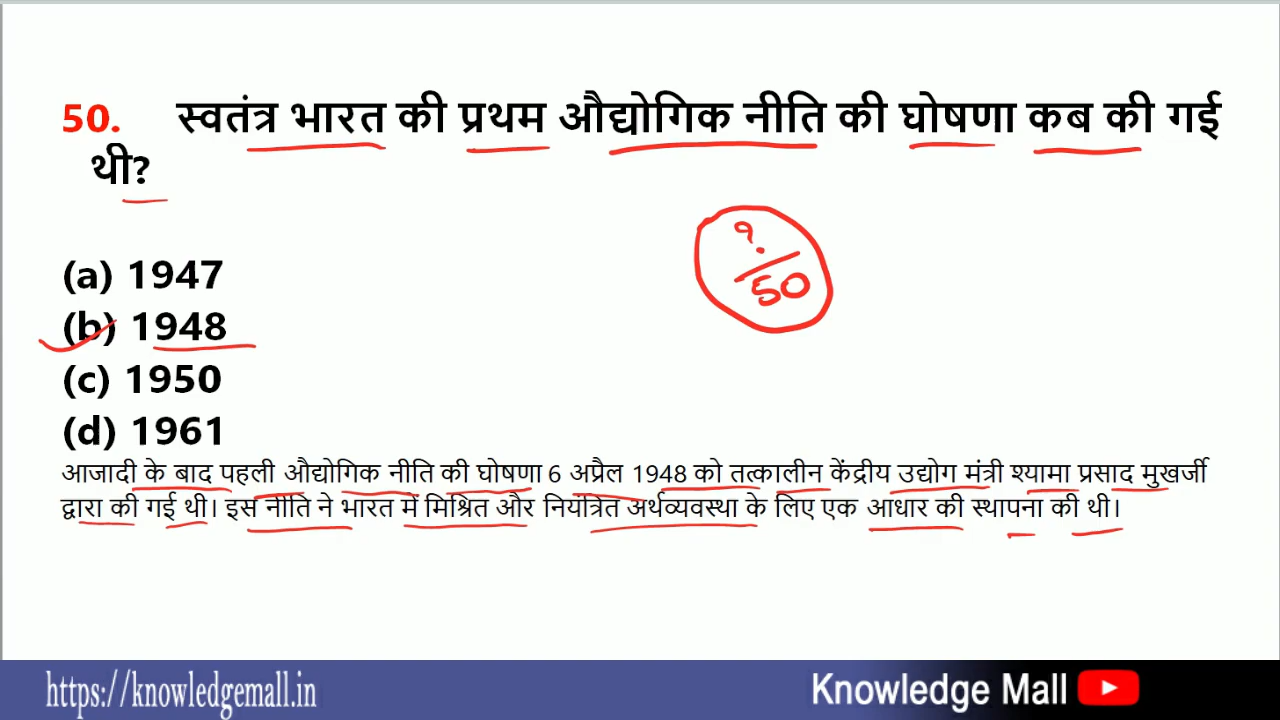 50. स्वतंत्र भारत की प्रथम औद्योगिक नीति की घोषणा कब की गई
थी?
?
50
(a) 1947
(b) 1948
(c) 1950
(d) 1961
आजादी के बाद पहली औद्योगिक नीति की घोषणा 6 अप्रैल 1948 को तत्कालीन केंद्रीय उद्योग मंत्री श्यामा प्रसाद मुखर्जी
द्वारा की गई थी। इस नीति ने भारत में मिश्रित और नियंत्रित अर्थव्यवस्था के लिए एक आधार की स्थापना की थी।
https://knowledgemall.in
Knowledge Mall